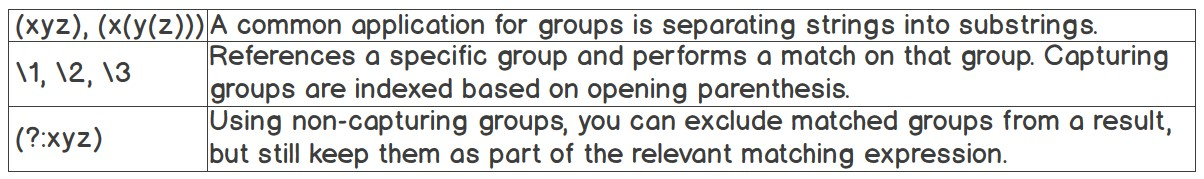 (xyz), (x(y(z))) A common application for groups is separating strings into substrings.
\1, \2, \3 References a specific group and performs a match on that group. Capturing
groups are indexed based on opening parenthesis.
(?:xyz) Using non-capturing groups, you can exclude matched groups from a result,
but still keep them as part of the relevant matching expression.